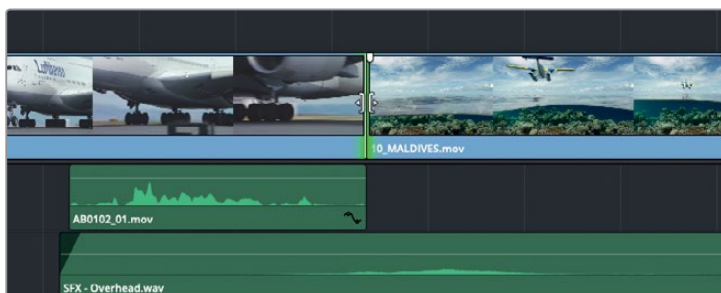 Lufthansa
10_MALDIVES.mov
AB0102_01.mov
SFX - Overhead.wav